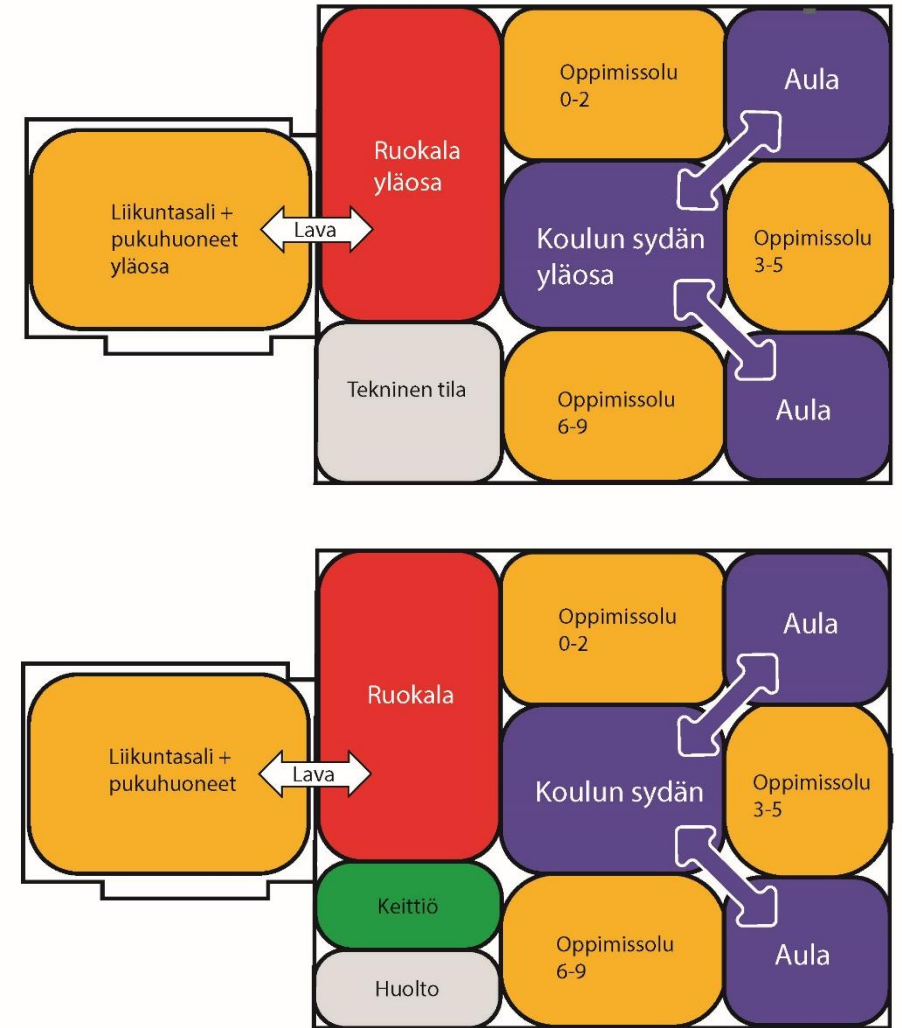 Oppimissolu
0-2
Aula
Ruokala
yläosa
Liikuntasali +
pukuhuoneet
yläosa
Lava
Koulun sydän
yläosa
Oppimissolu
3-5
Tekninen tila
Oppimissolu
6-9
Aula
Oppimissolu
0-2
Aula
Ruokala
Liikuntasali +
pukuhuoneet
Lava
Koulun sydän
Oppimissolu
3-5
Keittiö
Oppimissolu
6-9
Aula
Huolto